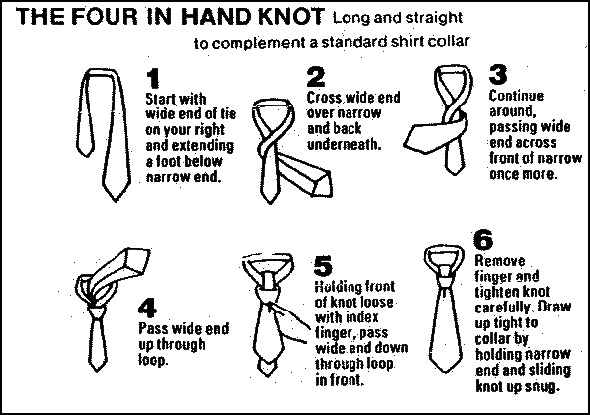 THE FOUR IN HAND KNOT Long and straight
to complement a standard shirt collar
1
Start with
wide end of tie
on your right
and extending
a foot below
narrow end.
2
Cross wide end
over narrow
and back
underneath.
3
Continue
around,
passing wide
end across
front of narrow
once more.
4
Pass wide end
up through
loop.
5
Holding front
of knot loose
with index
finger, pass
wide end down
through loop
in front.
6
Remove
finger and
tighten knot
carefully. Draw
up tight to
collar by
holding narrow
end and sliding
knot up snug.